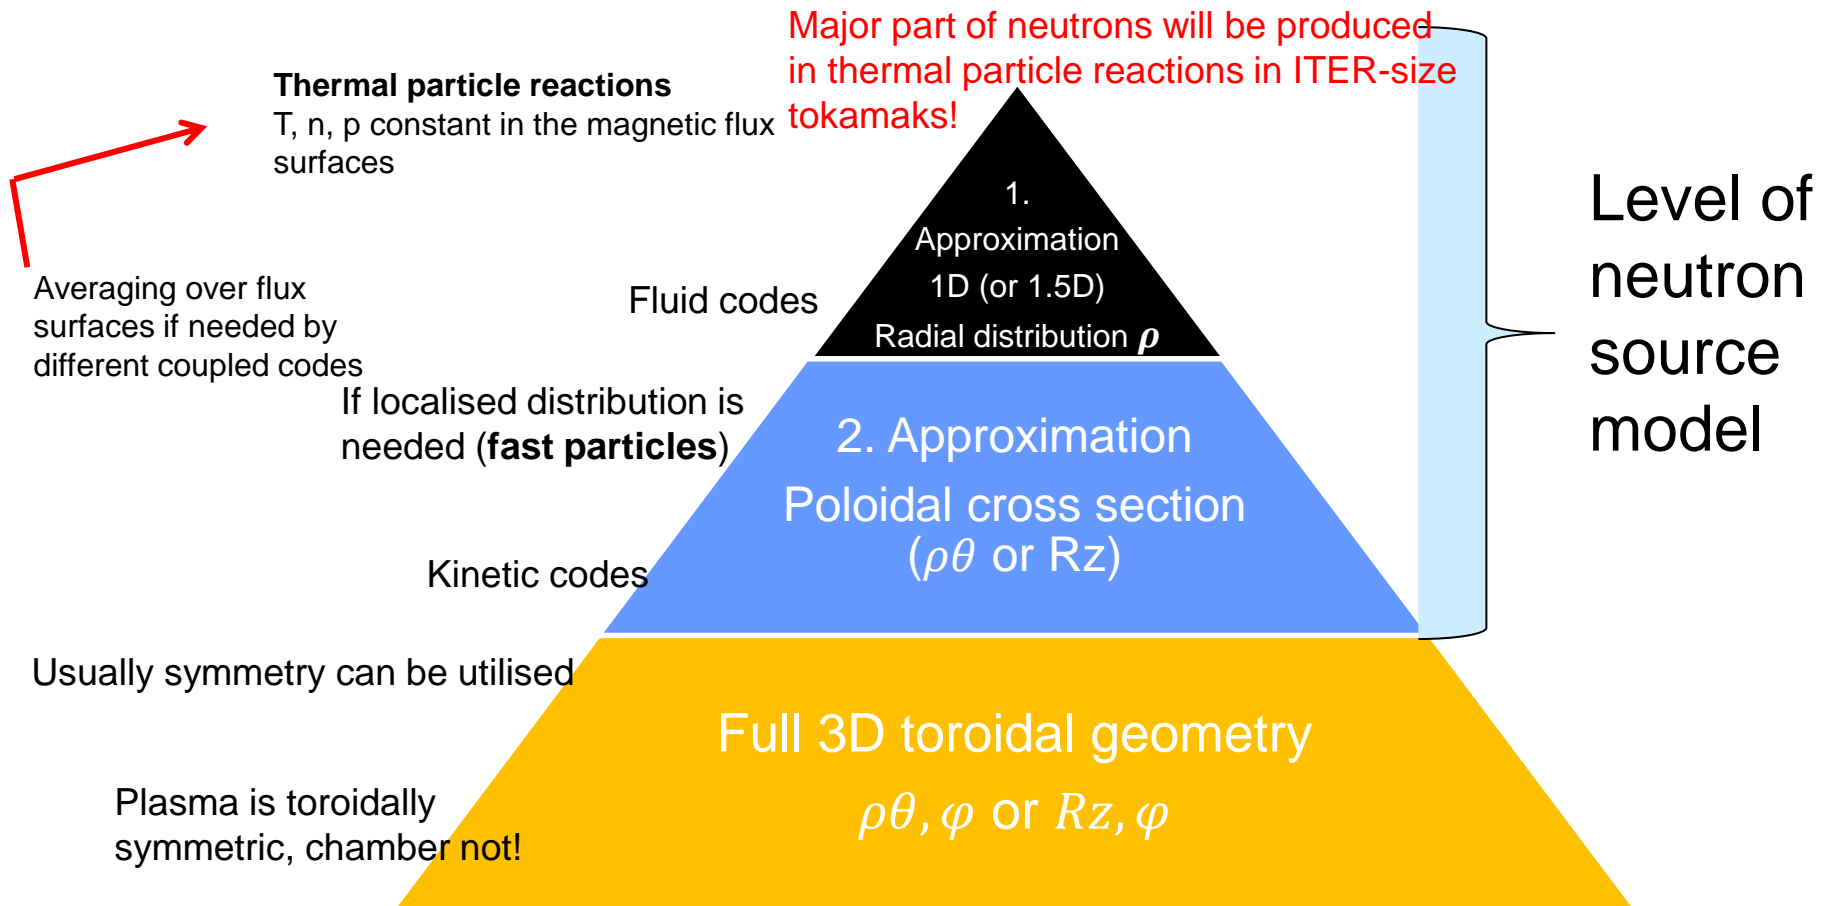 Major part of neutrons will be produced
in thermal particle reactions in ITER-size
tokamaks!
Thermal particle reactions
T, n, p constant in the magnetic flux
surfaces
Averaging over flux
surfaces if needed by
different coupled codes
Fluid codes
1.
Approximation
1D (or 1.5D)
Radial distribution ρ
If localised distribution is
needed (fast particles)
2. Approximation
Poloidal cross section
(ρθ or Rz)
Kinetic codes
Usually symmetry can be utilised
Full 3D toroidal geometry
ρθ, φ or Rz, φ
Plasma is toroidally
symmetric, chamber not!
Level of
neutron
source
model